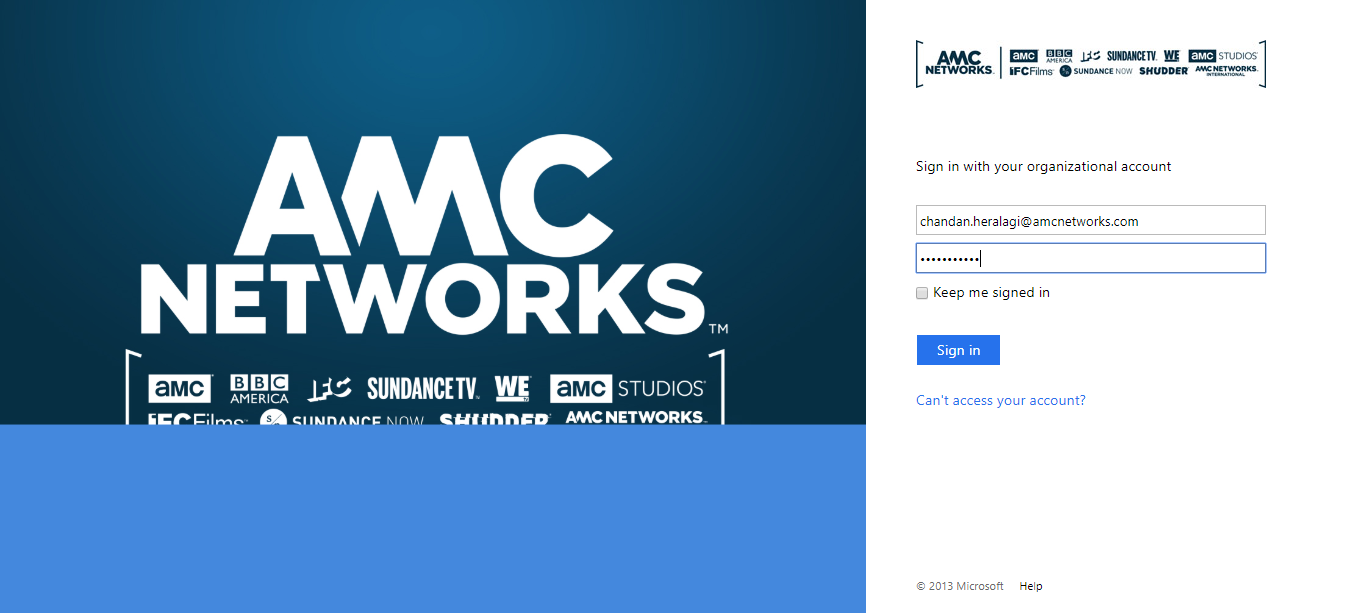 AMC
NETWORKS™
amc BBC AMERICA IFC SUNDANCETV WE tv amc STUDIOS
IFC Films SUNDANCE NOW SHUDDER AMC NETWORKS
AMC NETWORKS amc BBC AMERICA IFC SUNDANCETV WE tv amc STUDIOS
IFC Films SUNDANCE NOW SHUDDER AMC NETWORKS INTERNATIONAL
Sign in with your organizational account
chandan.heralagi@amcnetworks.com
•••••••••••
Keep me signed in
Sign in
Can't access your account?
© 2013 Microsoft Help